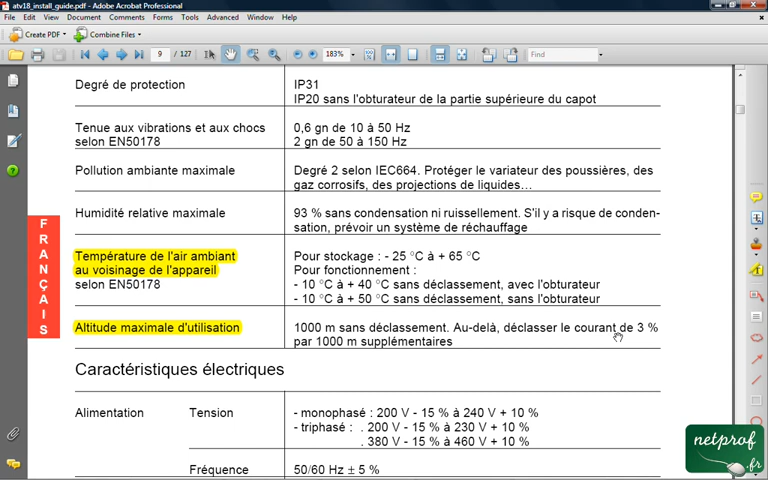 atv18_install_guide.pdf - Adobe Acrobat Professional
File Edit View Document Comments Forms Tools Advanced Window Help
Create PDF Combine Files
9 / 127 183% Find
Degré de protection IP31
IP20 sans l'obturateur de la partie supérieure du capot
Tenue aux vibrations et aux chocs 0,6 gn de 10 à 50 Hz
selon EN50178 2 gn de 50 à 150 Hz
Pollution ambiante maximale Degré 2 selon IEC664. Protéger le variateur des poussières, des
gaz corrosifs, des projections de liquides...
Humidité relative maximale 93 % sans condensation ni ruissellement. S'il y a risque de conden-
sation, prévoir un système de réchauffage
FRANÇAIS
Température de l'air ambiant Pour stockage : - 25 °C à + 65 °C
au voisinage de l'appareil Pour fonctionnement :
selon EN50178 - 10 °C à + 40 °C sans déclassement, avec l'obturateur
- 10 °C à + 50 °C sans déclassement, sans l'obturateur
Altitude maximale d'utilisation 1000 m sans déclassement. Au-delà, déclasser le courant de 3 %
par 1000 m supplémentaires
Caractéristiques électriques
Alimentation Tension - monophasé : 200 V - 15 % à 240 V + 10 %
- triphasé : . 200 V - 15 % à 230 V + 10 %
. 380 V - 15 % à 460 V + 10 %
Fréquence 50/60 Hz ± 5 %
netprof
.fr